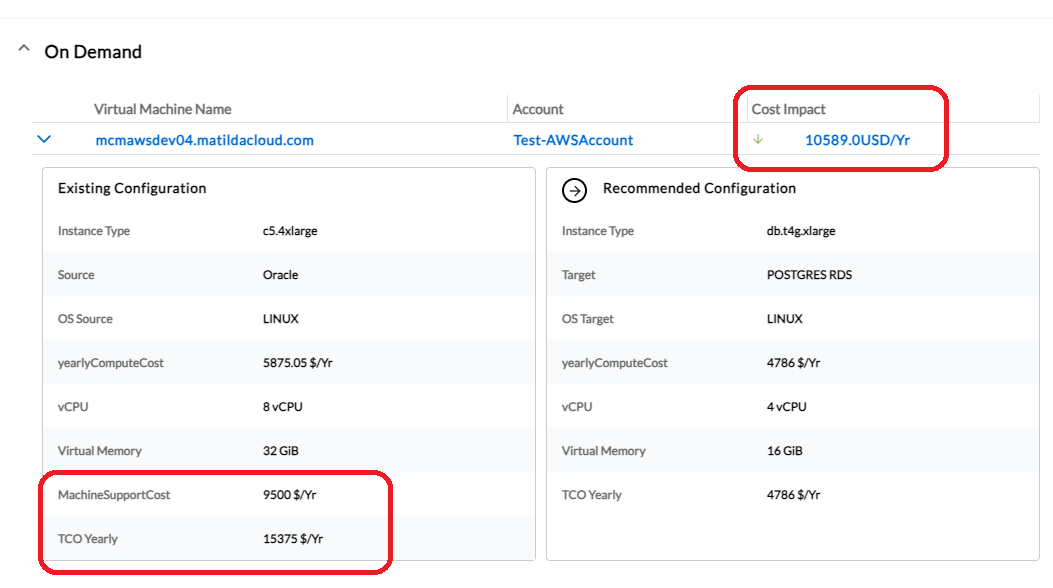 On Demand
Virtual Machine Name Account Cost Impact
mcmawsdev04.matildacloud.com Test-AWSAccount 10589.0USD/Yr
Existing Configuration
Instance Type c5.4xlarge
Source Oracle
OS Source LINUX
yearlyComputeCost 5875.05 $/Yr
vCPU 8 vCPU
Virtual Memory 32 GiB
MachineSupportCost 9500 $/Yr
TCO Yearly 15375 $/Yr
Recommended Configuration
Instance Type db.t4g.xlarge
Target POSTGRES RDS
OS Target LINUX
yearlyComputeCost 4786 $/Yr
vCPU 4 vCPU
Virtual Memory 16 GiB
TCO Yearly 4786 $/Yr